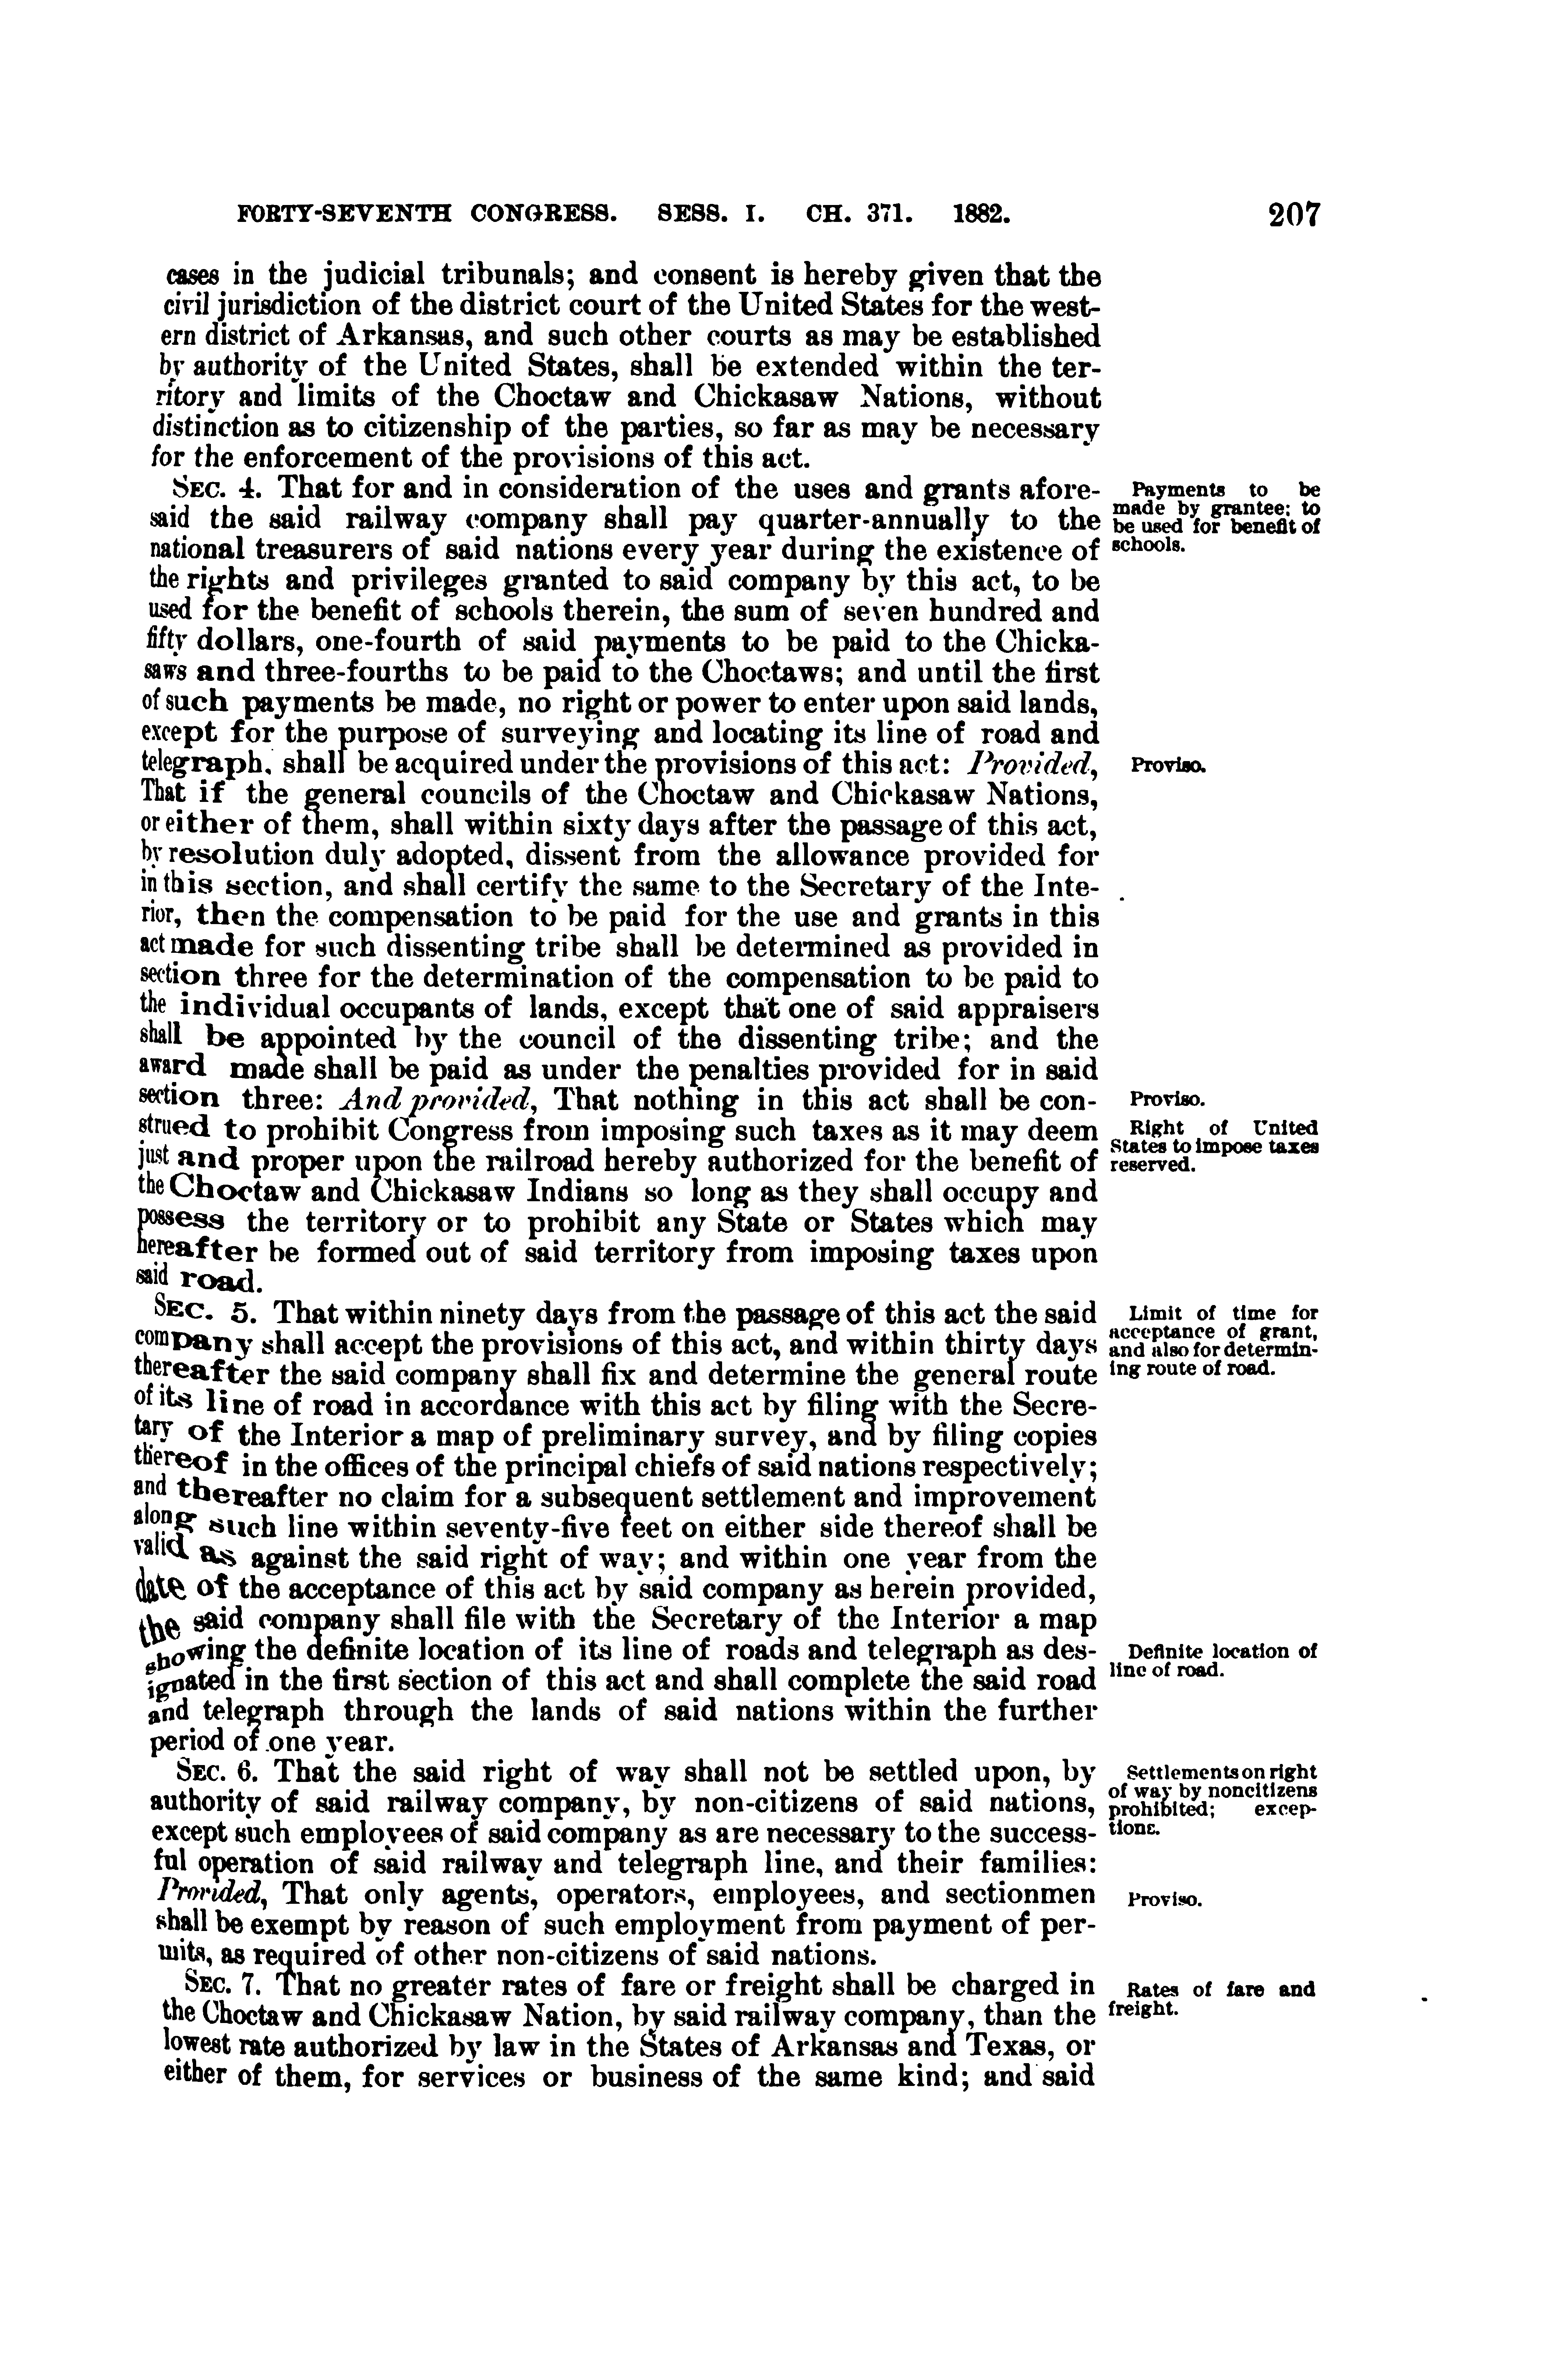 FORTY-SEVENTH CONGRESS. SESS. I. CH. 371. 1882. 207
cases in the judicial tribunals; and consent is hereby given that the
civil jurisdiction of the district court of the United States for the west-
ern district of Arkansas, and such other courts as may be established
by authority of the United States, shall be extended within the ter-
ritory and limits of the Choctaw and Chickasaw Nations, without
distinction as to citizenship of the parties, so far as may be necessary
for the enforcement of the provisions of this act.
SEC. 4. That for and in consideration of the uses and grants afore-
said the said railway company shall pay quarter-annually to the
national treasurers of said nations every year during the existence of
the rights and privileges granted to said company by this act, to be
used for the benefit of schools therein, the sum of seven hundred and
fifty dollars, one-fourth of said payments to be paid to the Chicka-
saws and three-fourths to be paid to the Choctaws; and until the first
of such payments be made, no right or power to enter upon said lands,
except for the purpose of surveying and locating its line of road and
telegraph, shall be acquired under the provisions of this act: Provided,
That if the general councils of the Choctaw and Chickasaw Nations,
or either of them, shall within sixty days after the passage of this act,
by resolution duly adopted, dissent from the allowance provided for
in this section, and shall certify the same to the Secretary of the Inte-
rior, then the compensation to be paid for the use and grants in this
act made for such dissenting tribe shall be determined as provided in
section three for the determination of the compensation to be paid to
the individual occupants of lands, except that one of said appraisers
shall be appointed by the council of the dissenting tribe; and the
award made shall be paid as under the penalties provided for in said
section three: And provided, That nothing in this act shall be con-
strued to prohibit Congress from imposing such taxes as it may deem
just and proper upon the railroad hereby authorized for the benefit of
the Choctaw and Chickasaw Indians so long as they shall occupy and
possess the territory or to prohibit any State or States which may
hereafter be formed out of said territory from imposing taxes upon
said road.
SEC. 5. That within ninety days from the passage of this act the said
company shall accept the provisions of this act, and within thirty days
thereafter the said company shall fix and determine the general route
of its line of road in accordance with this act by filing with the Secre-
tary of the Interior a map of preliminary survey, and by filing copies
thereof in the offices of the principal chiefs of said nations respectively;
and thereafter no claim for a subsequent settlement and improvement
along such line within seventy-five feet on either side thereof shall be
valid as against the said right of way; and within one year from the
date of the acceptance of this act by said company as herein provided,
the said company shall file with the Secretary of the Interior a map
showing the definite location of its line of roads and telegraph as des-
ignated in the first section of this act and shall complete the said road
and telegraph through the lands of said nations within the further
period of one year.
SEC. 6. That the said right of way shall not be settled upon, by
authority of said railway company, by non-citizens of said nations,
except such employees of said company as are necessary to the success-
ful operation of said railway and telegraph line, and their families:
Provided, That only agents, operators, employees, and sectionmen
shall be exempt by reason of such employment from payment of per-
mits, as required of other non-citizens of said nations.
SEC. 7. That no greater rates of fare or freight shall be charged in
the Choctaw and Chickasaw Nation, by said railway company, than the
lowest rate authorized by law in the States of Arkansas and Texas, or
either of them, for services or business of the same kind; and said
Payments to be
made by grantee; to
be used for benefit of
schools.
Proviso.
Proviso.
Right of United
States to impose taxes
reserved.
Limit of time for
acceptance of grant,
and also for determin-
ing route of road.
Definite location of
line of road.
Settlements on right
of way by noncitizens
prohibited; excep-
tions.
Proviso.
Rates of fare and
freight.